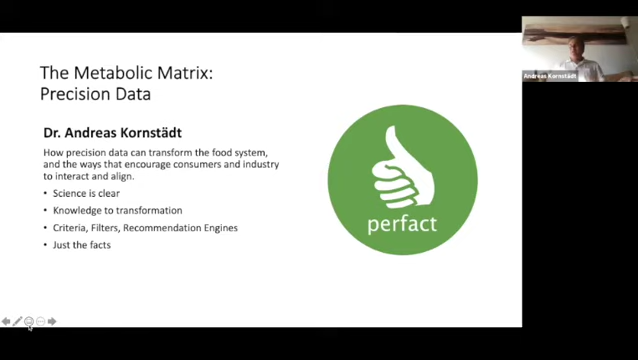 The Metabolic Matrix:
Precision Data
Dr. Andreas Kornstädt
How precision data can transform the food system,
and the ways that encourage consumers and industry
to interact and align.
• Science is clear
• Knowledge to transformation
• Criteria, Filters, Recommendation Engines
• Just the facts
perfact
Andreas Kornstädt